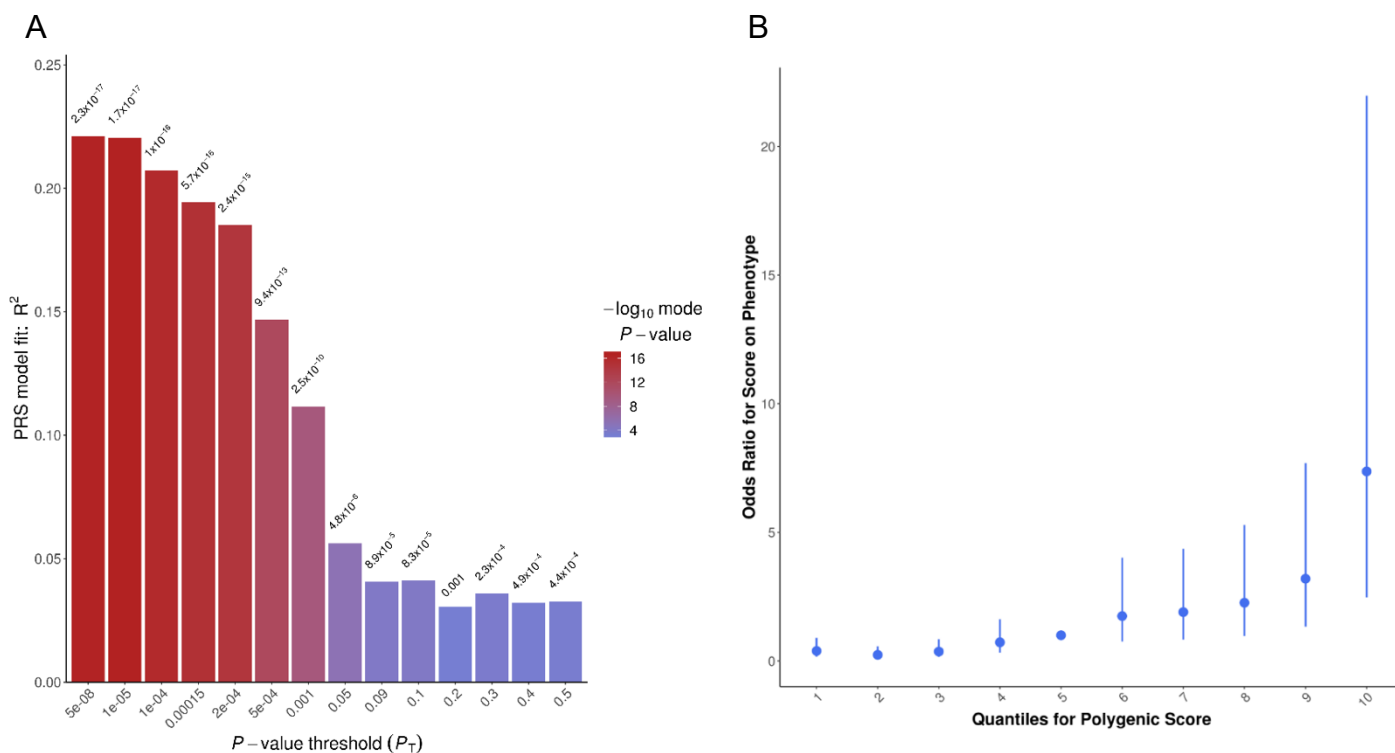 A
B
0.25
0.20
0.15
0.10
0.05
0.00
PRS model fit: R²
2.3x10⁻¹⁷
1.7x10⁻¹⁷
1x10⁻¹⁶
5.7x10⁻¹⁶
2.4x10⁻¹⁵
9.4x10⁻¹³
2.5x10⁻¹⁰
4.8x10⁻⁶
8.9x10⁻⁵
8.3x10⁻⁵
0.001
2.3x10⁻⁴
4.9x10⁻⁴
4.4x10⁻⁴
5e-08
1e-05
1e-04
0.00015
2e-04
5e-04
0.001
0.05
0.09
0.1
0.2
0.3
0.4
0.5
P – value threshold (P_T)
–log₁₀ mode
P – value
16
12
8
4
Odds Ratio for Score on Phenotype
20
15
10
5
0
1
2
3
4
5
6
7
8
9
10
Quantiles for Polygenic Score